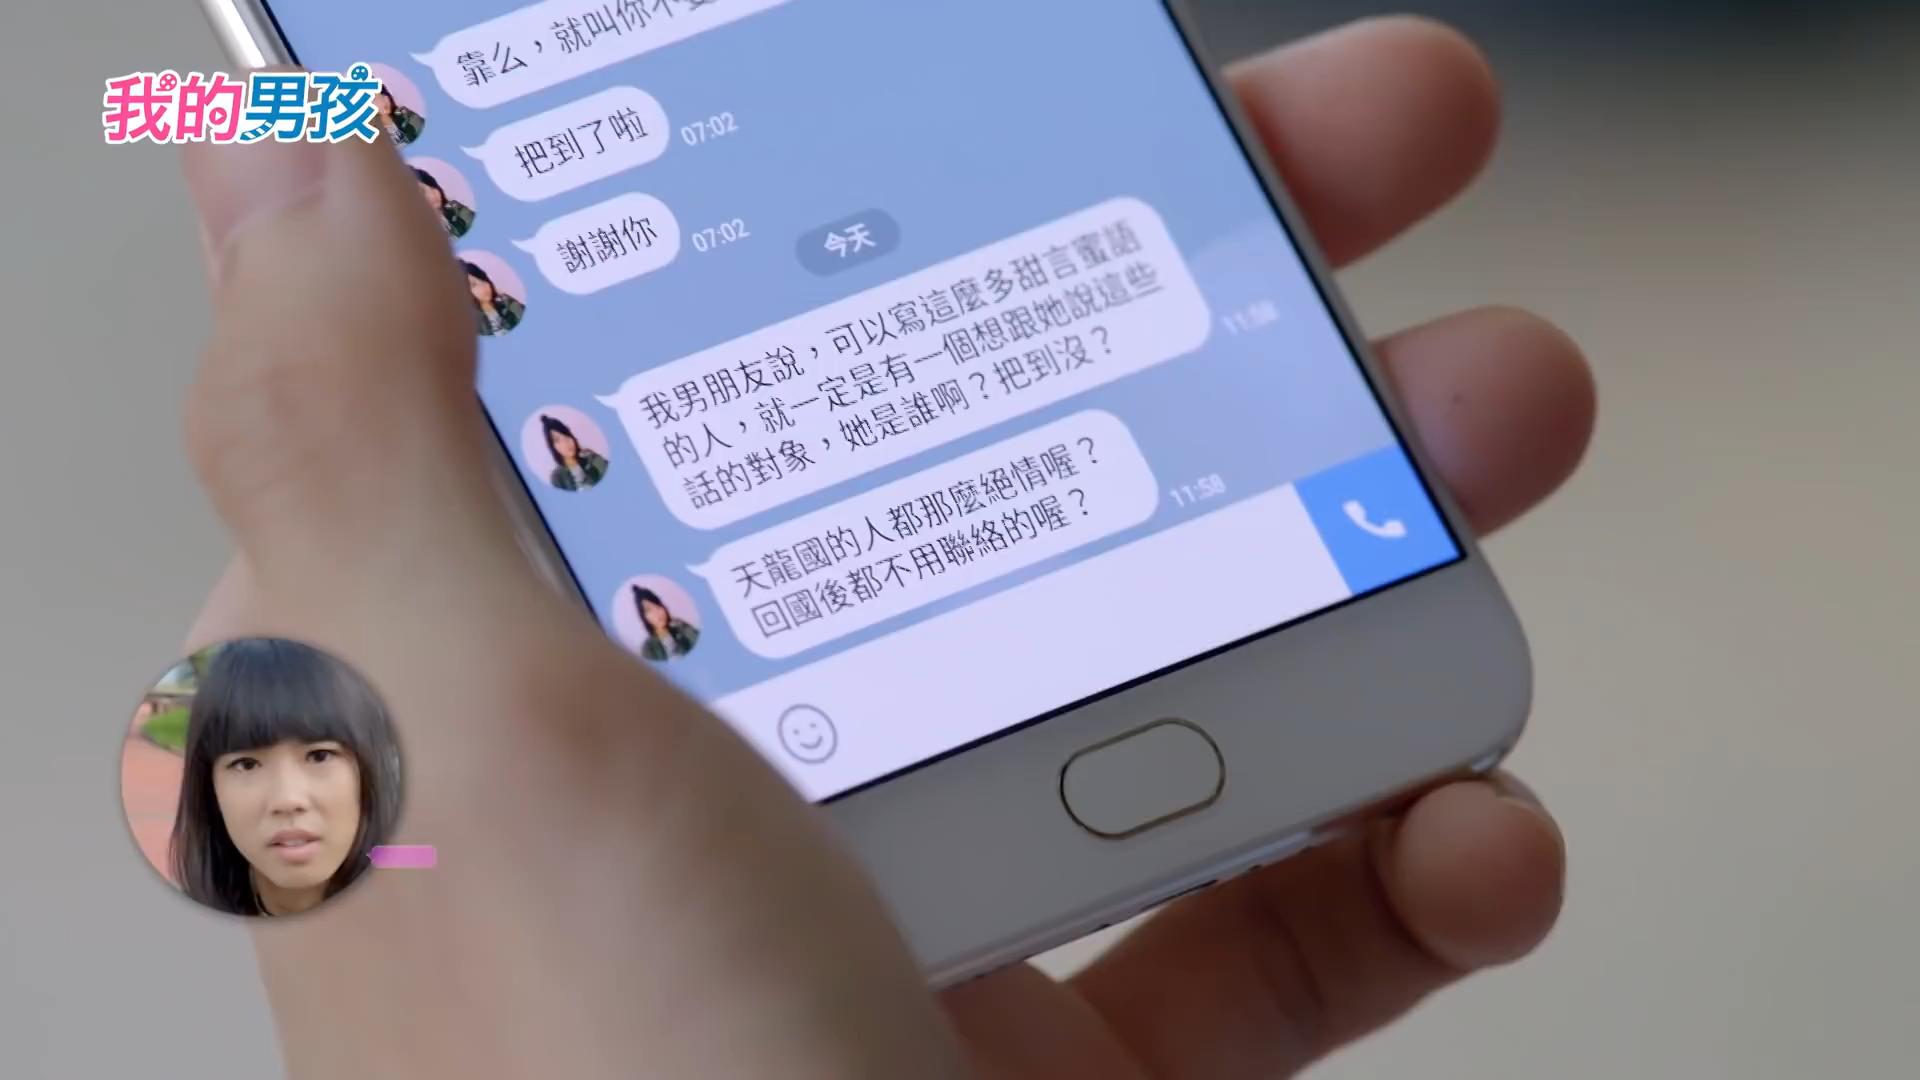 我的男孩
靠么，就叫你不要
把到了啦
07:02
謝謝你
07:02
今天
我男朋友說，可以寫這麼多甜言蜜語
的人，就一定是有一個想跟她說這些
話的對象，她是誰啊？把到沒？
11:58
天龍國的人都那麼絕情喔？
回國後都不用聯絡的喔？
11:58